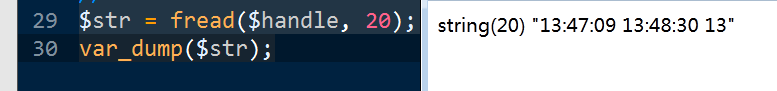 29 $str = fread($handle, 20);
30 var_dump($str);
string(20) "13:47:09 13:48:30 13"